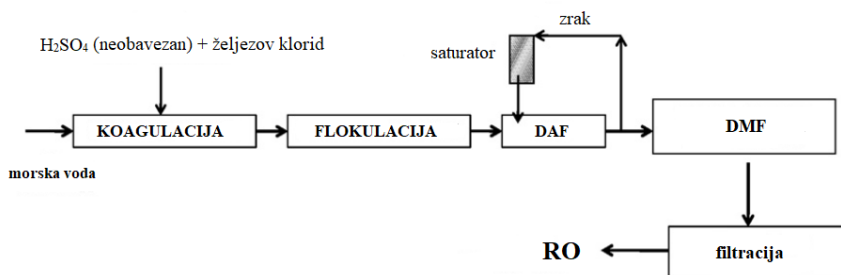 zrak
H₂SO₄ (neobavezan) + željezov klorid
saturator
KOAGULACIJA
FLOKULACIJA
DAF
DMF
morska voda
RO
filtracija